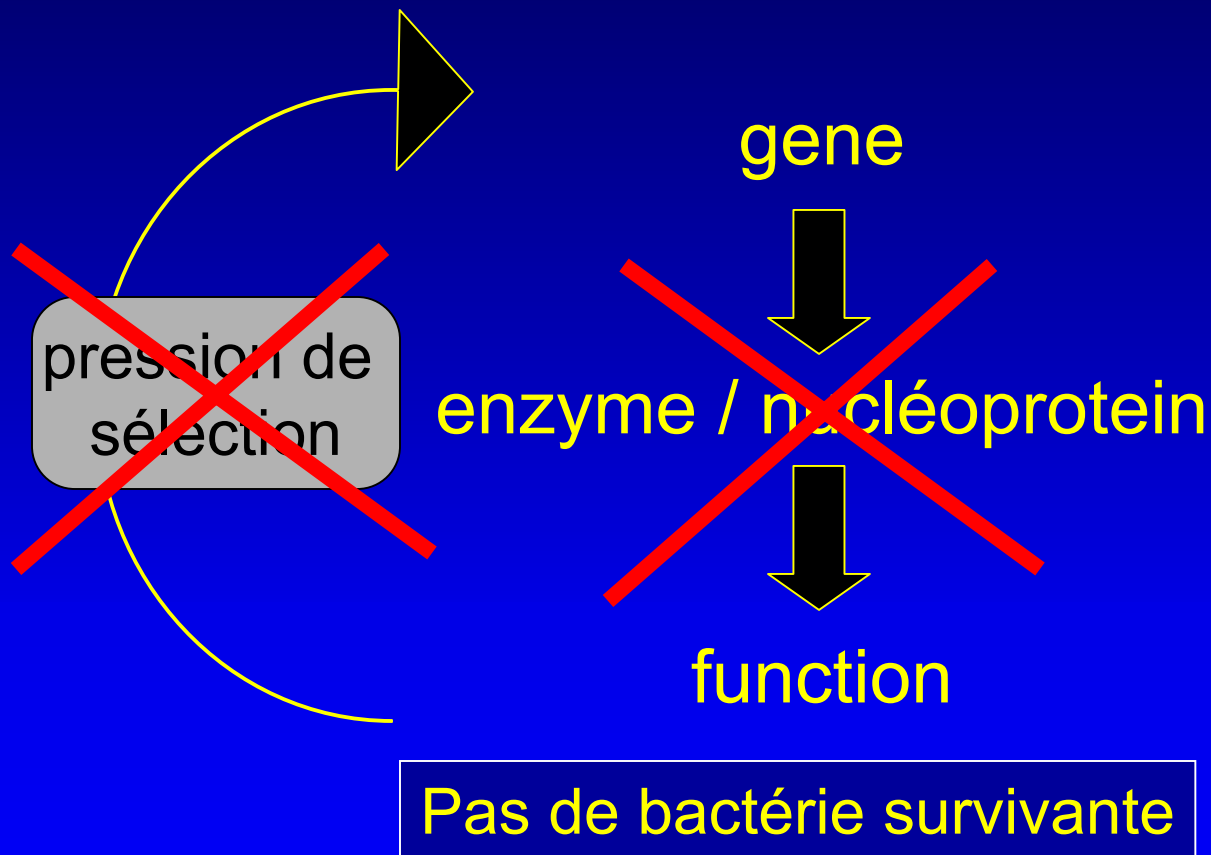 gene
pression de
sélection
enzyme / nucléoprotein
function
Pas de bactérie survivante